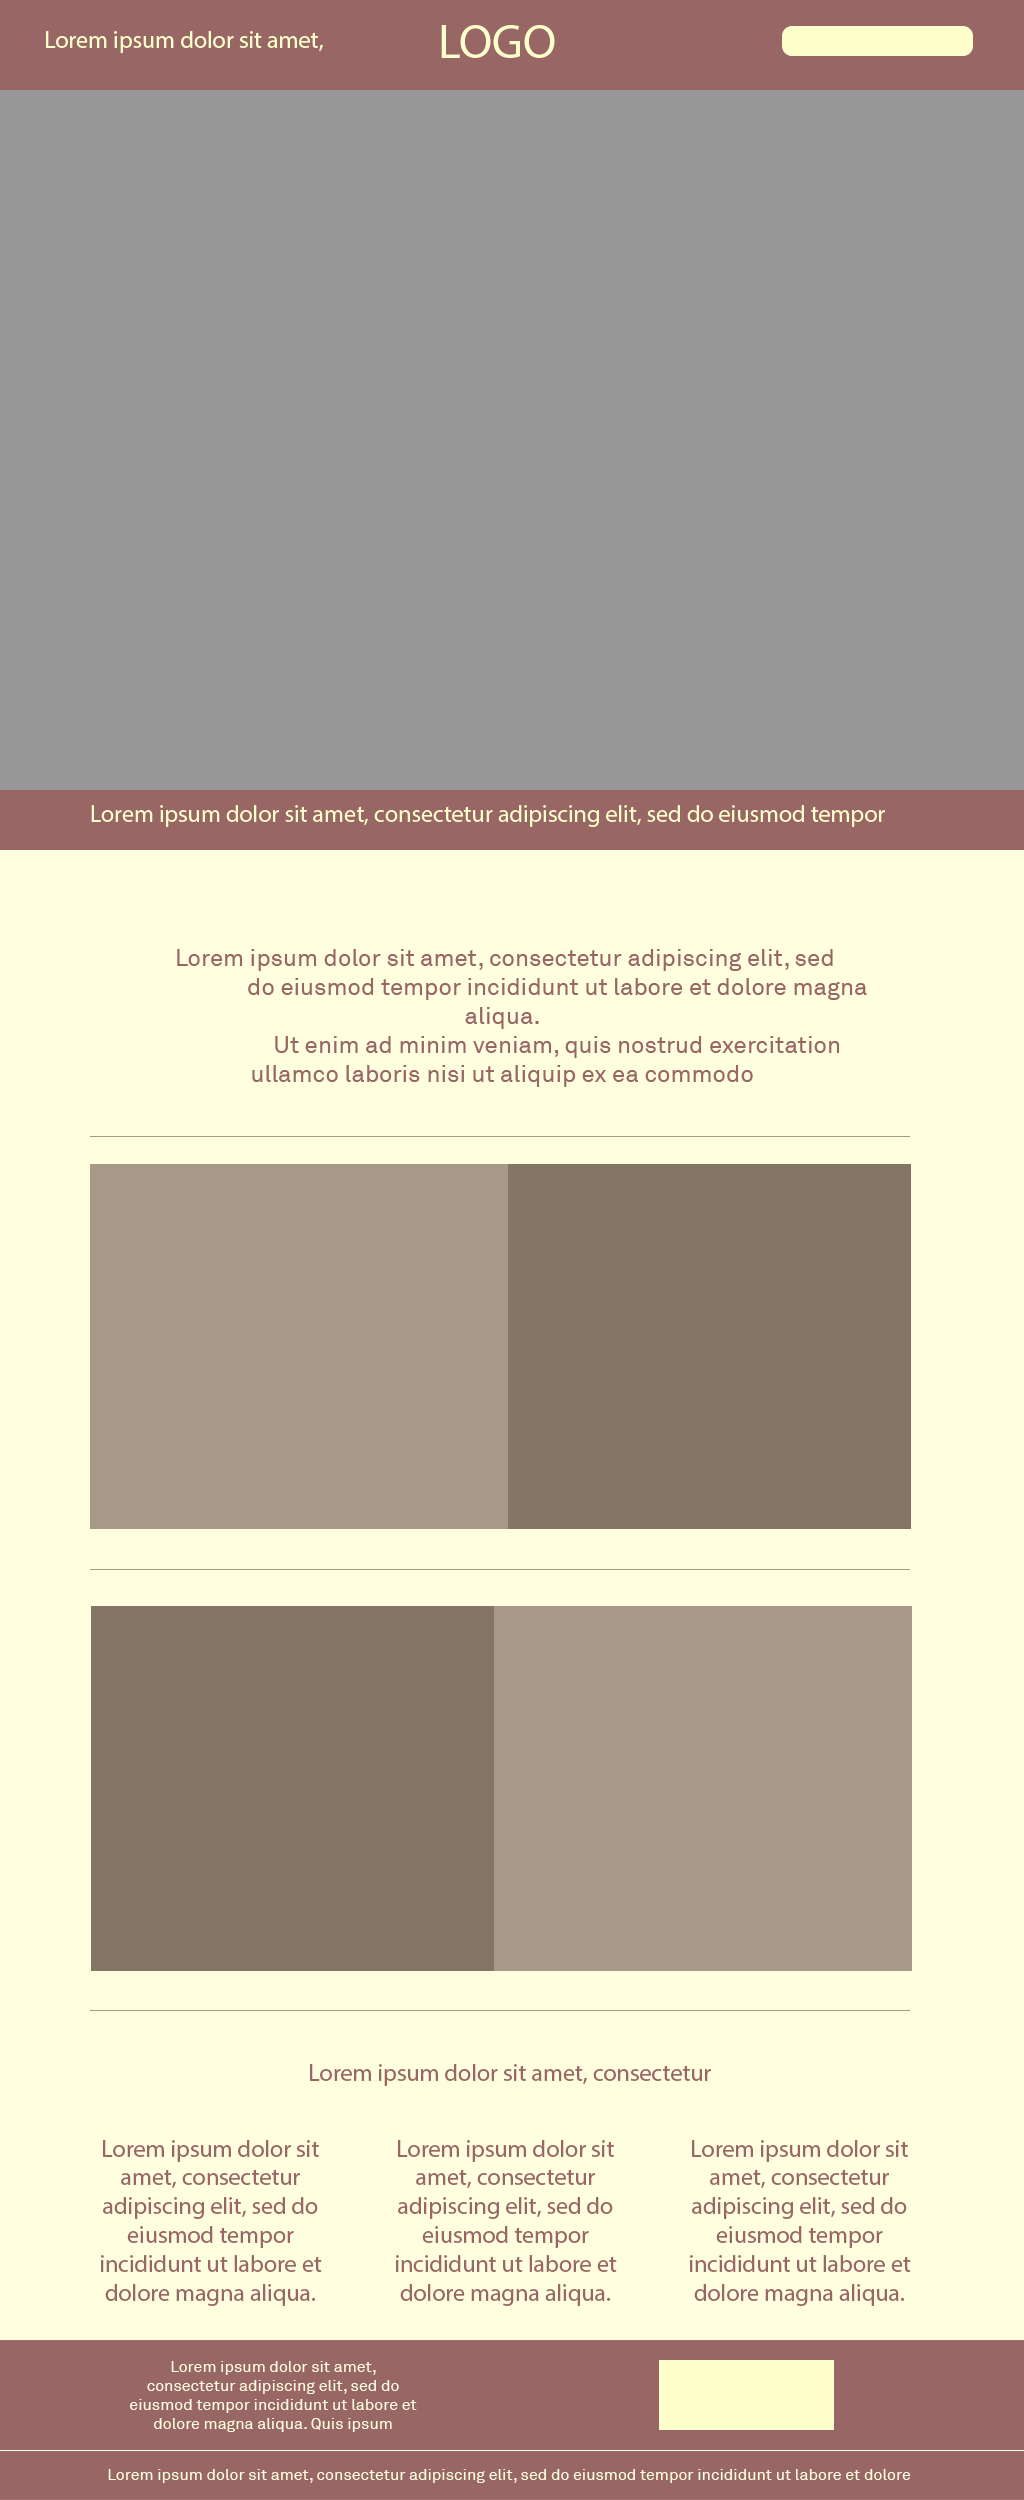 Lorem ipsum dolor sit amet,
LOGO
Lorem ipsum dolor sit amet, consectetur adipiscing elit, sed do eiusmod tempor
Lorem ipsum dolor sit amet, consectetur adipiscing elit, sed
do eiusmod tempor incididunt ut labore et dolore magna
aliqua.
Ut enim ad minim veniam, quis nostrud exercitation
ullamco laboris nisi ut aliquip ex ea commodo
Lorem ipsum dolor sit amet, consectetur
Lorem ipsum dolor sit
amet, consectetur
adipiscing elit, sed do
eiusmod tempor
incididunt ut labore et
dolore magna aliqua.
Lorem ipsum dolor sit
amet, consectetur
adipiscing elit, sed do
eiusmod tempor
incididunt ut labore et
dolore magna aliqua.
Lorem ipsum dolor sit
amet, consectetur
adipiscing elit, sed do
eiusmod tempor
incididunt ut labore et
dolore magna aliqua.
Lorem ipsum dolor sit amet,
consectetur adipiscing elit, sed do
eiusmod tempor incididunt ut labore et
dolore magna aliqua. Quis ipsum
Lorem ipsum dolor sit amet, consectetur adipiscing elit, sed do eiusmod tempor incididunt ut labore et dolore